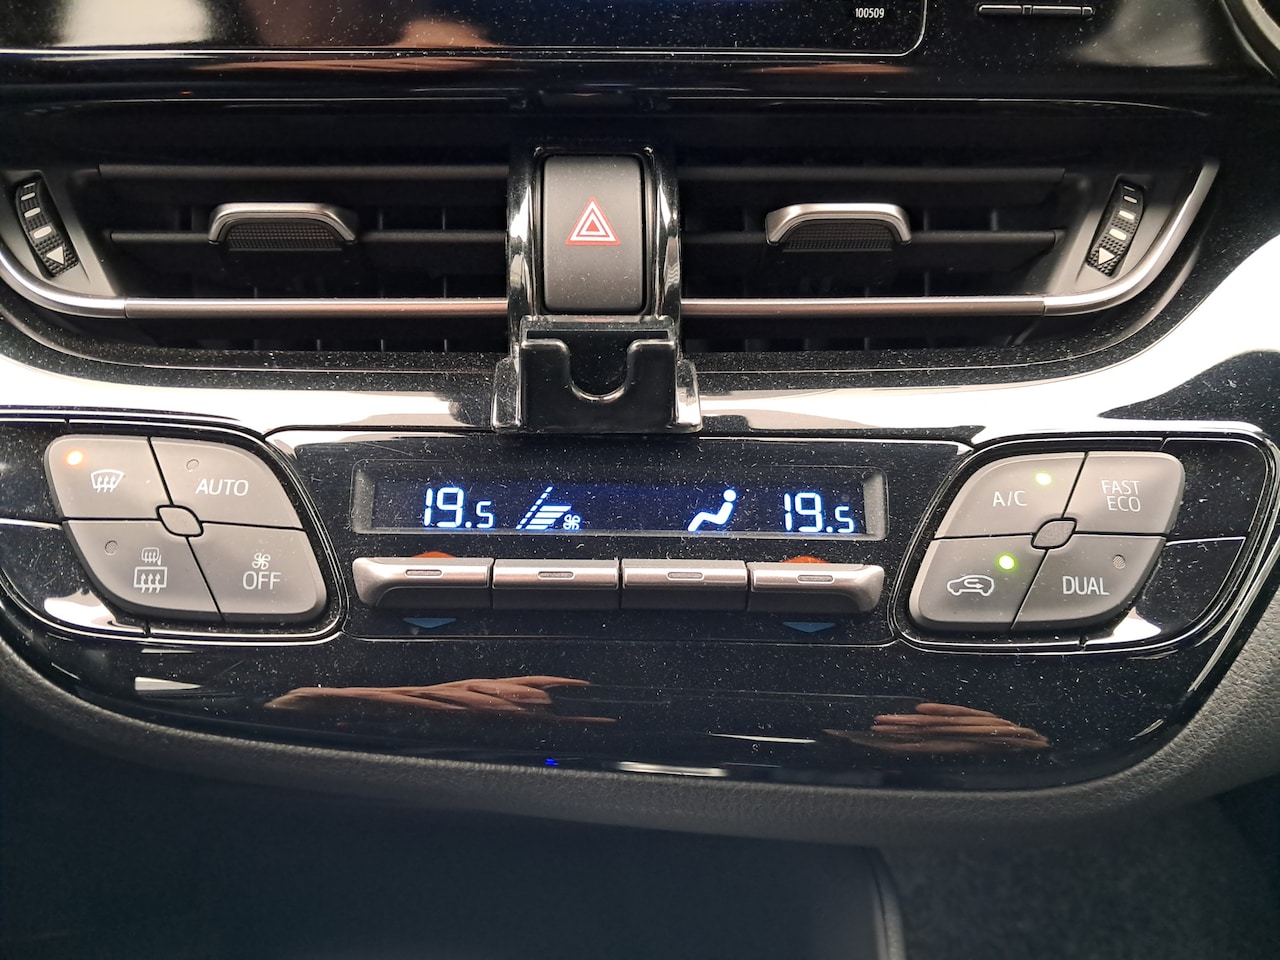 100509
AUTO
OFF
19.5
19.5
A/C
FAST
ECO
DUAL